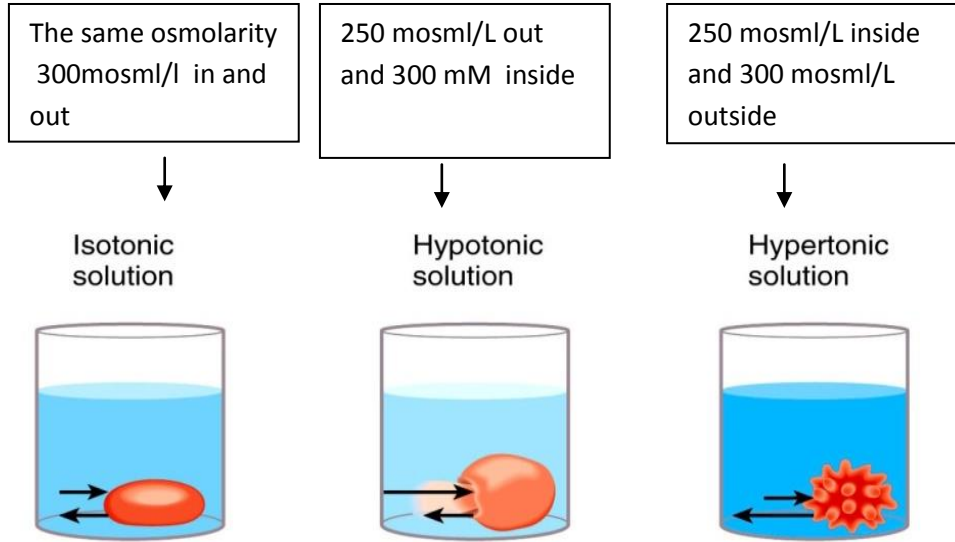 The same osmolarity
300mosml/l in and
out
250 mosml/L out
and 300 mM inside
250 mosml/L inside
and 300 mosml/L
outside
Isotonic
solution
Hypotonic
solution
Hypertonic
solution